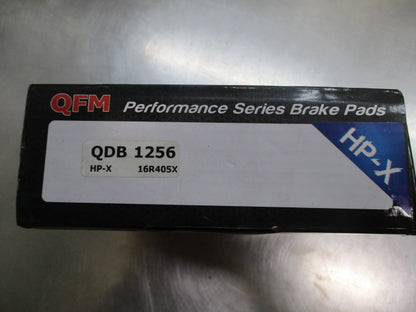 QFM Performance Series Brake Pads
HP-X
QDB 1256
HP-X 16R405X